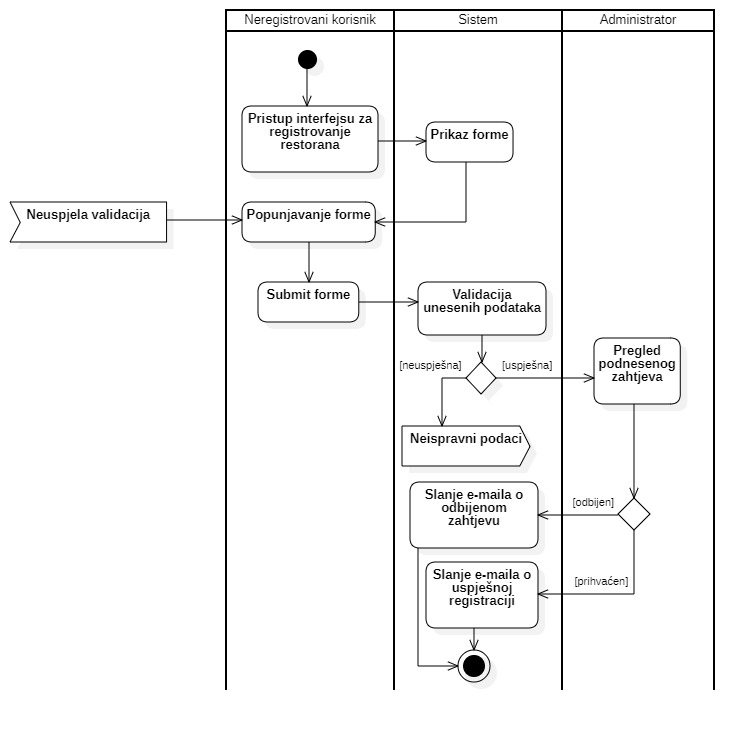 Neregistrovani korisnik
Sistem
Administrator
Pristup interfejsu za
registrovanje
restorana
Prikaz forme
Neuspjela validacija
Popunjavanje forme
Submit forme
Validacija
unesenih podataka
[neuspješna]
[uspješna]
Pregled
podnesenog
zahtjeva
Neispravni podaci
Slanje e-maila o
odbijenom
zahtjevu
[odbijen]
Slanje e-maila o
uspješnoj
registraciji
[prihvaćen]